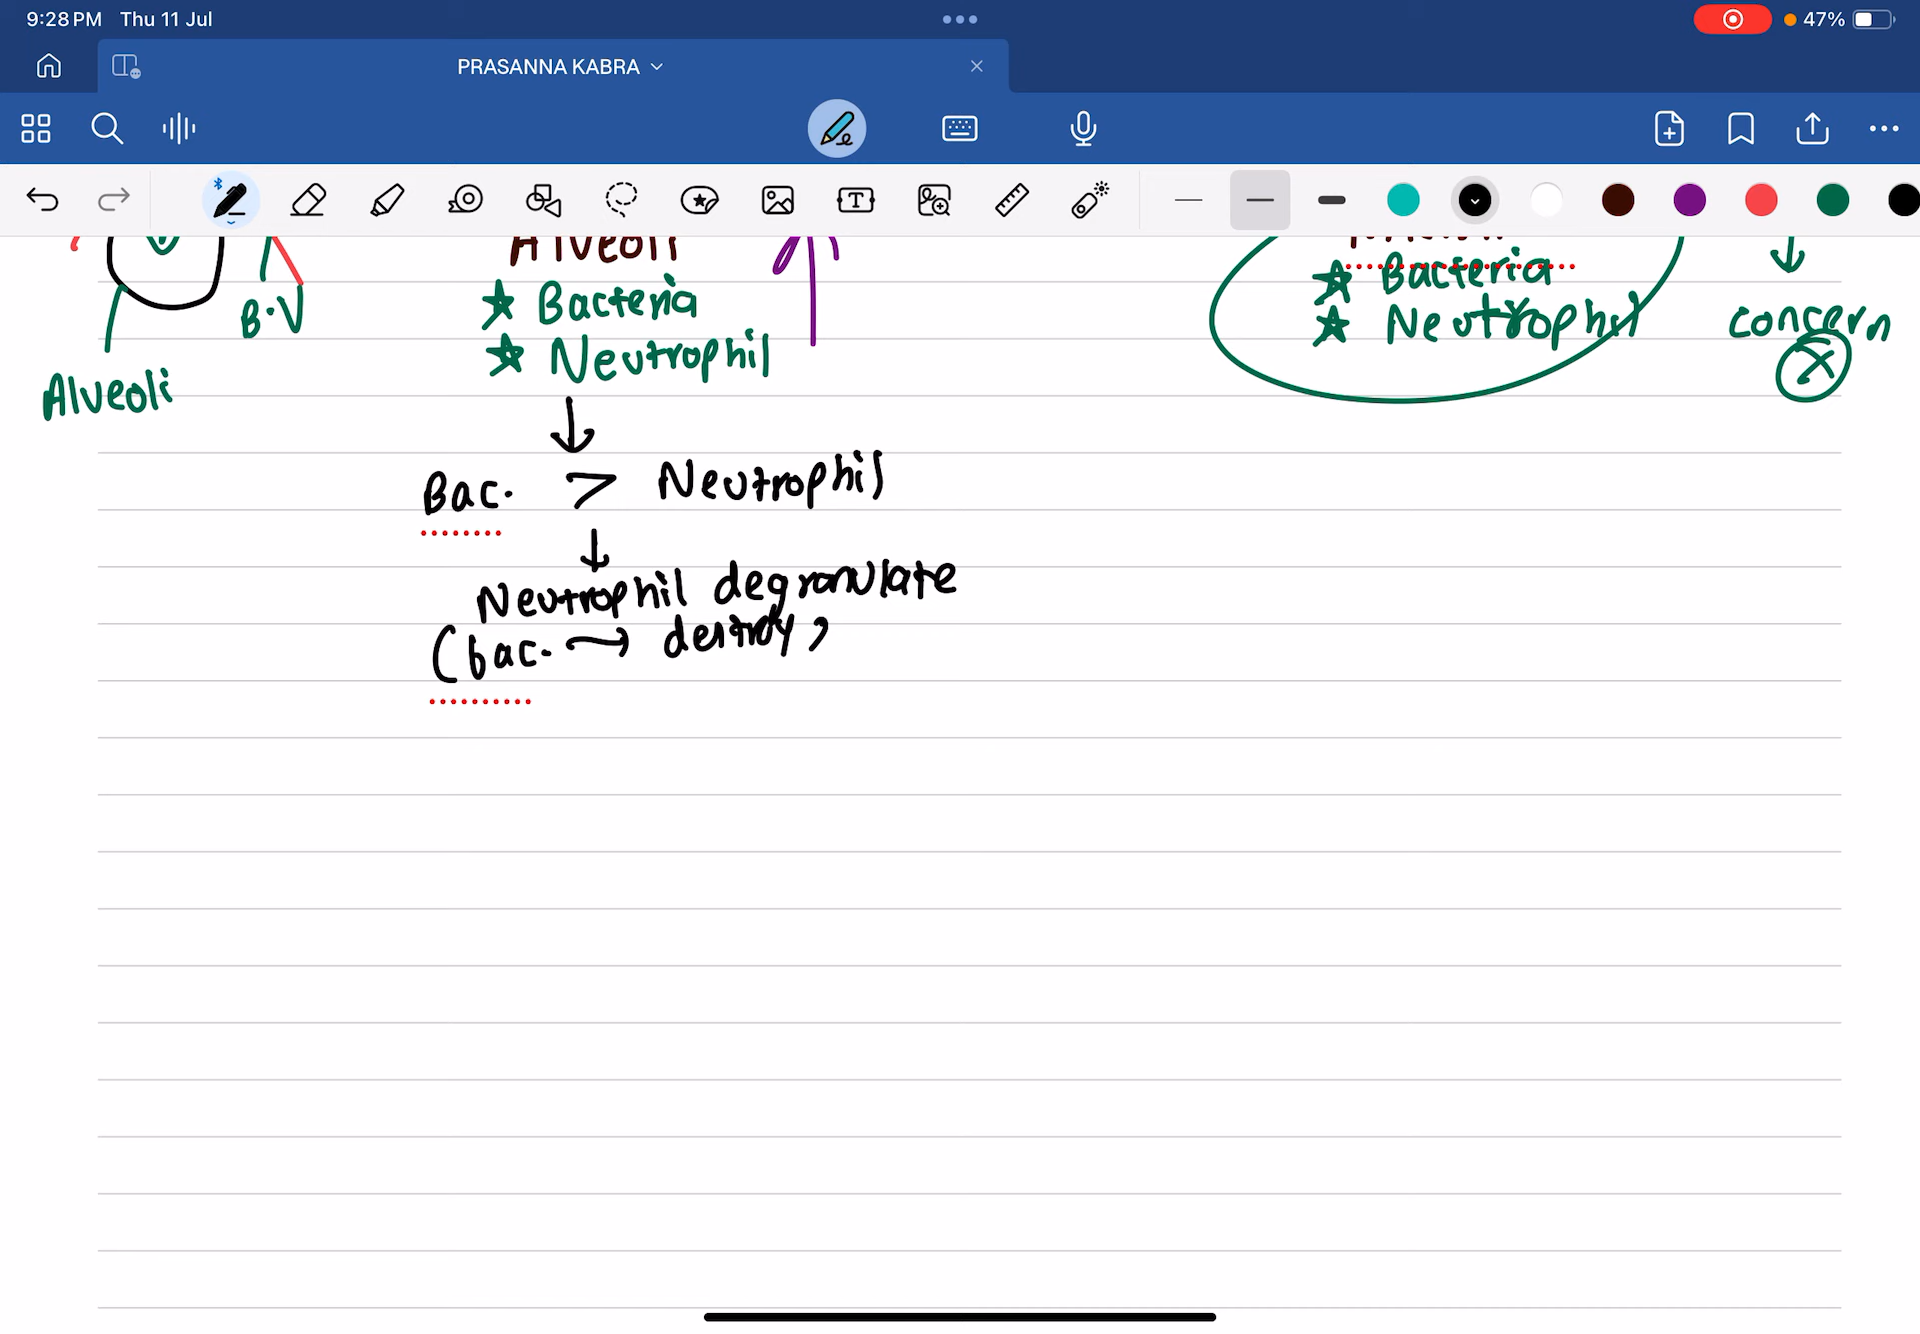 9:28 PM Thu 11 Jul
47%
PRASANNA KABRA
Alveoli
★ Bacteria
★ Neutrophil
B.V
Alveoli
★ Bacteria
★ Neutrophil
concern
Bac. > Neutrophil
Neutrophil degranulate
(bac. → destroy)